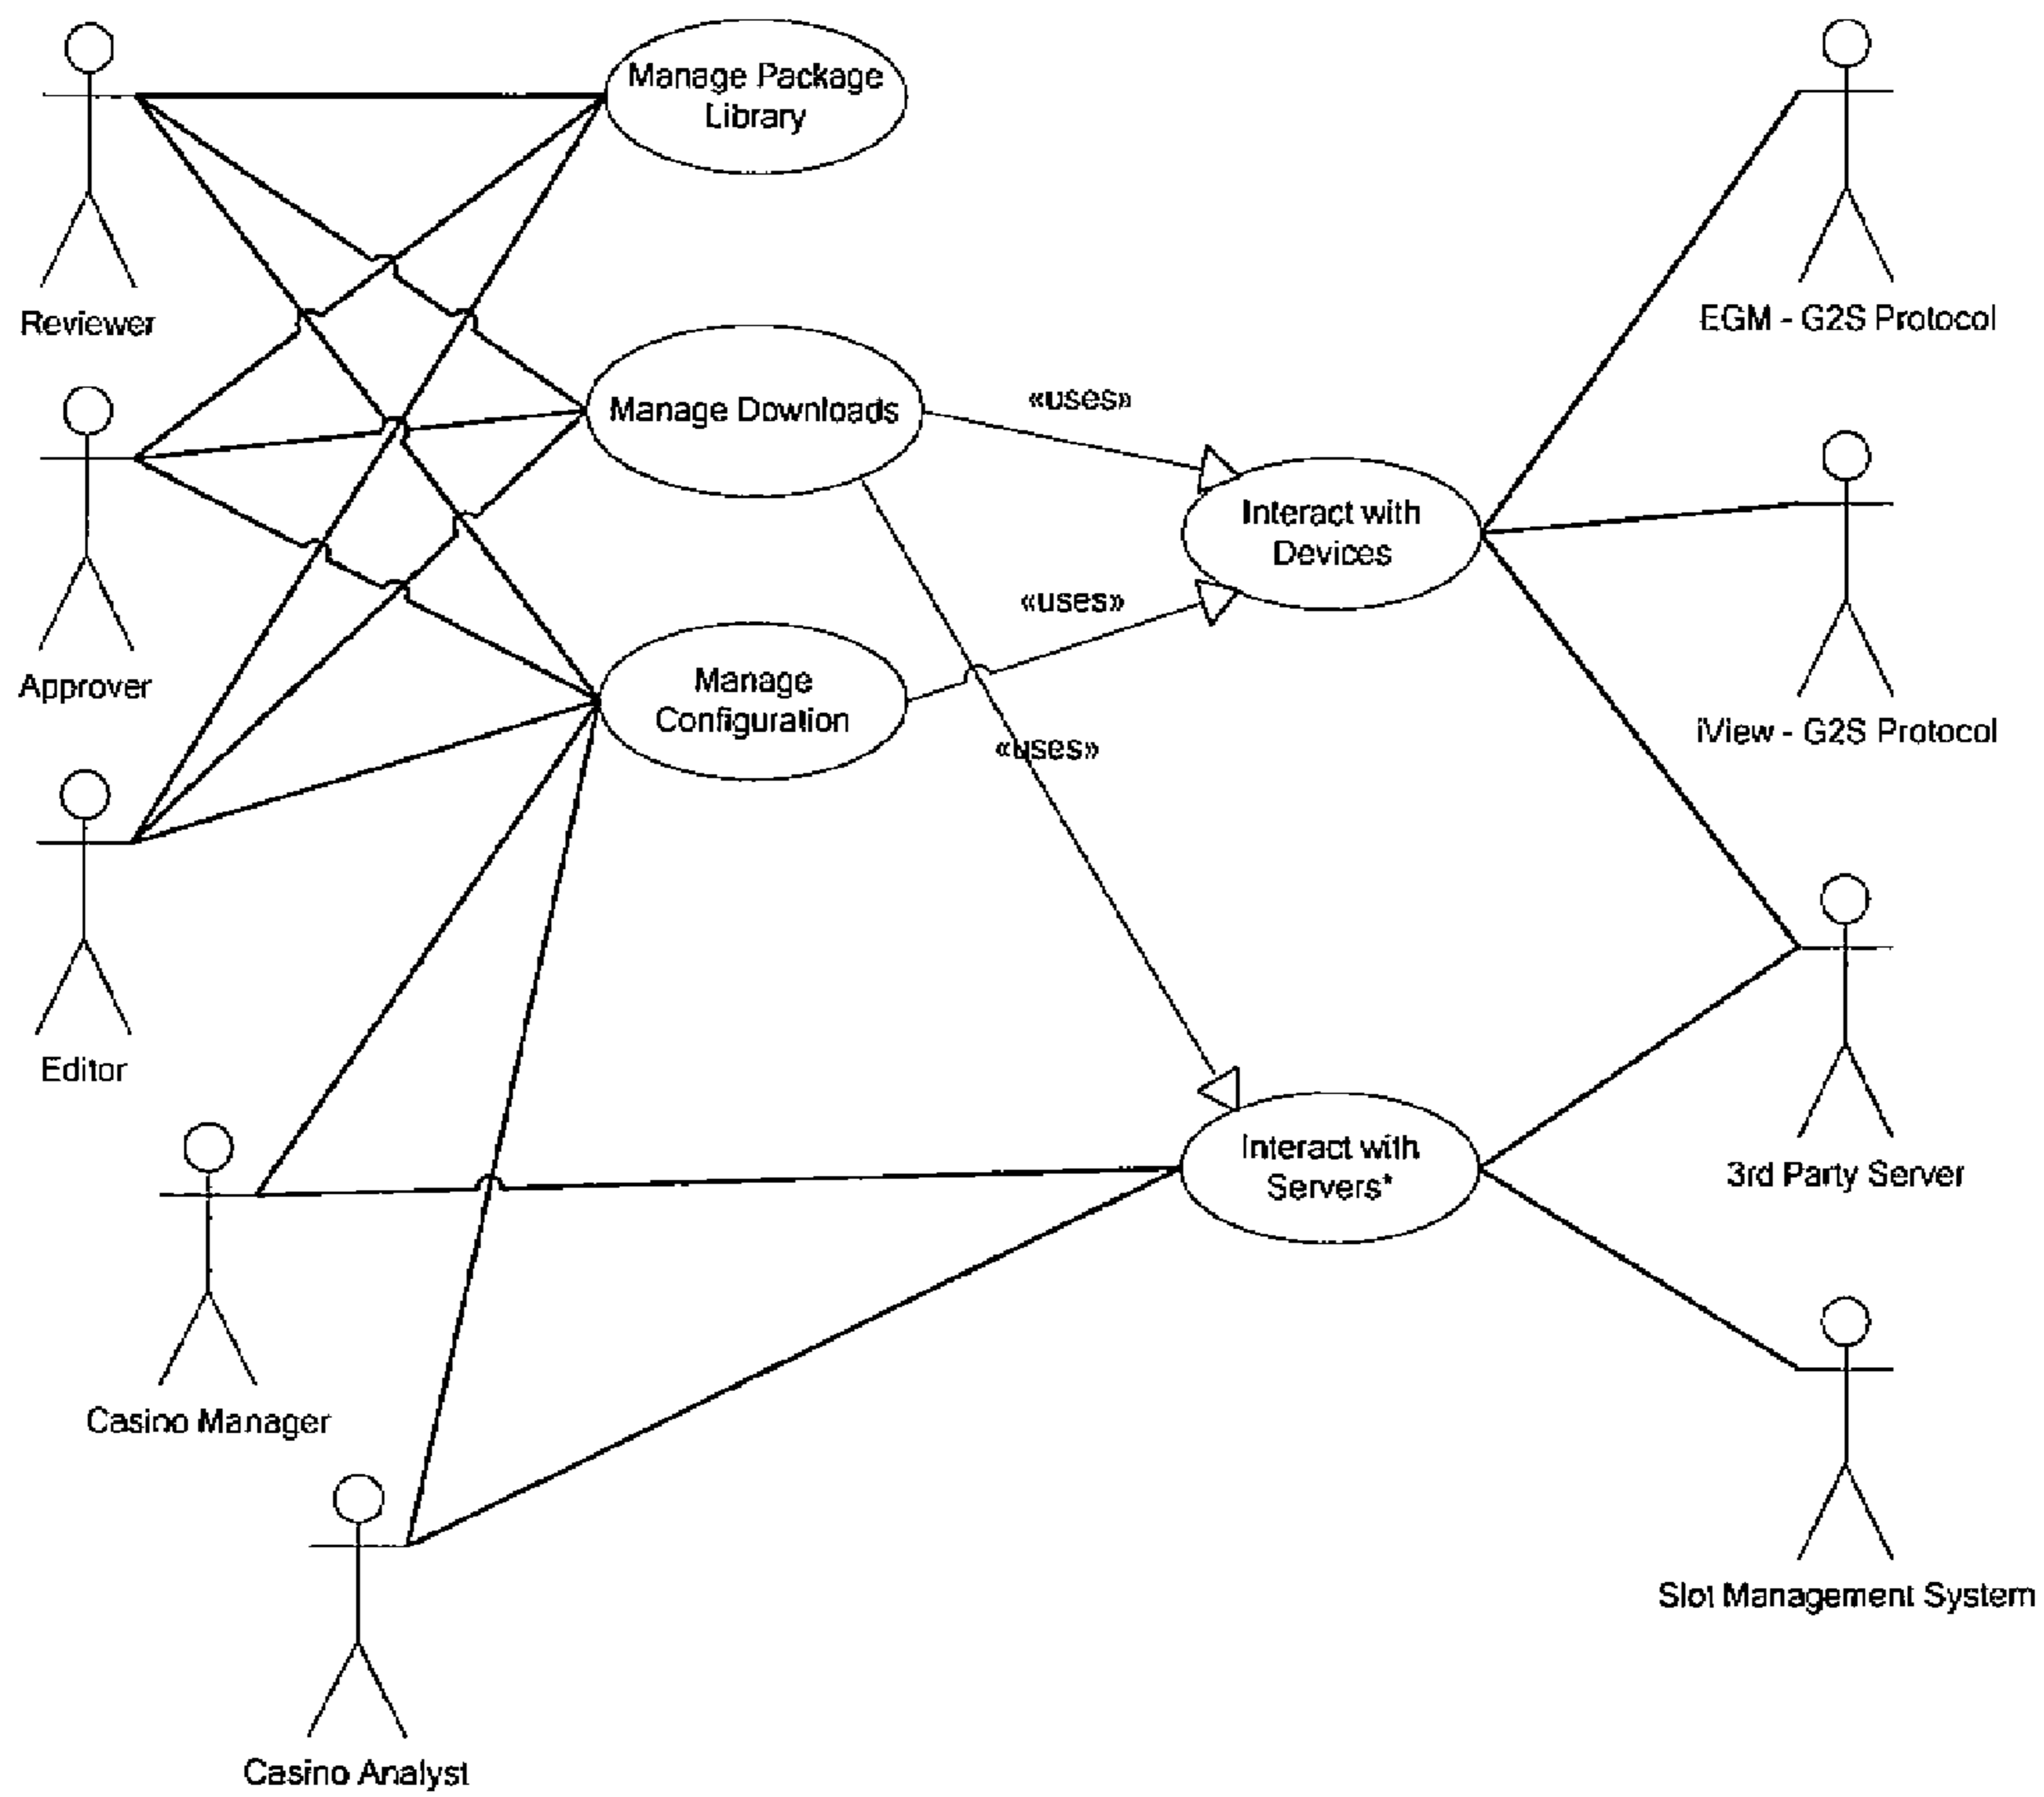 Manage Package
Library
Reviewer
EGM - G2S Protocol
«uses»
Manage Downloads
Interact with
Devices
«uses»
Approver
Manage
Configuration
«uses»
iView - G2S Protocol
Editor
Interact with
Servers*
3rd Party Server
Casino Manager
Slot Management System
Casino Analyst